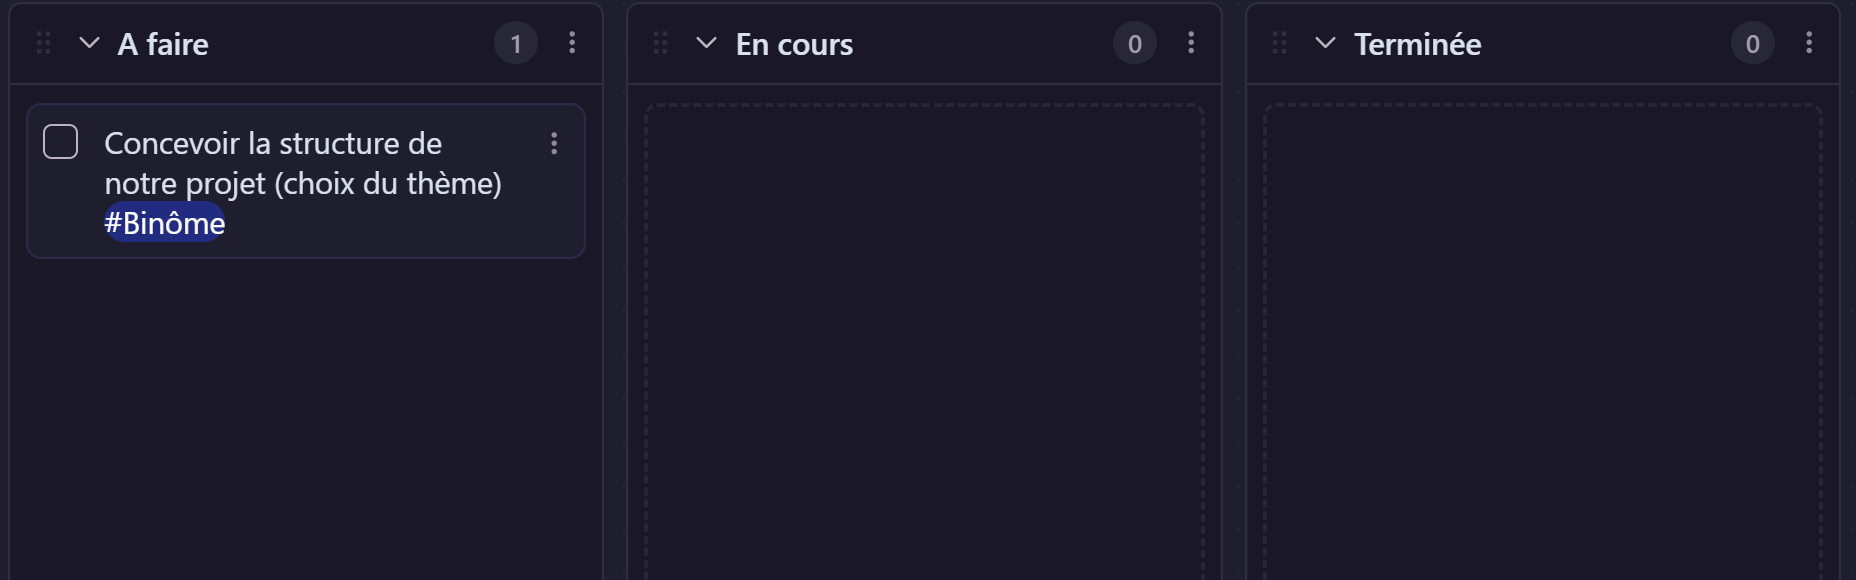 A faire
1
Concevoir la structure de
notre projet (choix du thème)
#Binôme
En cours
0
Terminée
0